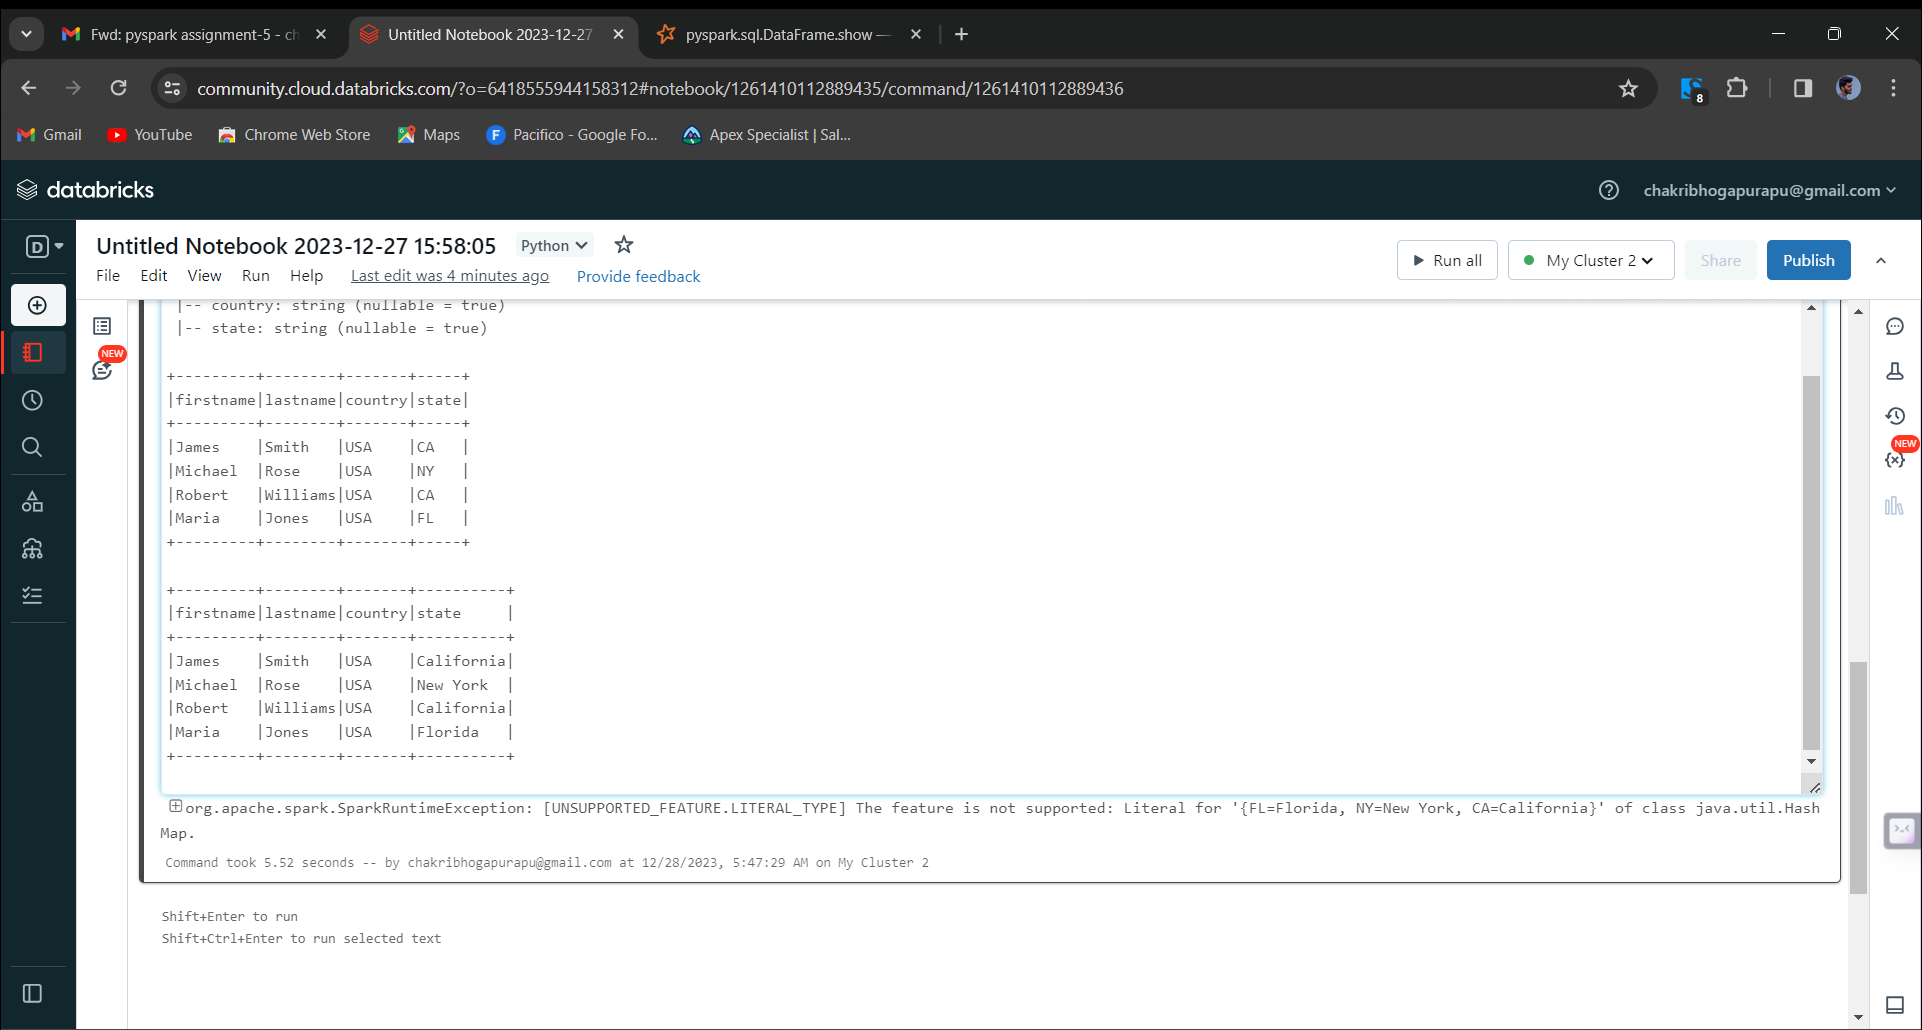 Fwd: pyspark assignment-5 - ch
Untitled Notebook 2023-12-27
pyspark.sql.DataFrame.show —
community.cloud.databricks.com/?o=6418555944158312#notebook/1261410112889435/command/1261410112889436
8
Gmail
YouTube
Chrome Web Store
Maps
F
Pacifico - Google Fo...
Apex Specialist | Sal...
databricks
chakribhogapurapu@gmail.com
D
Untitled Notebook 2023-12-27 15:58:05
Python
File Edit View Run Help Last edit was 4 minutes ago Provide feedback
Run all
My Cluster 2
Share
Publish
NEW
NEW
{x}
|-- country: string (nullable = true)
|-- state: string (nullable = true)
+---------+--------+-------+-----+
|firstname|lastname|country|state|
+---------+--------+-------+-----+
|James    |Smith   |USA    |CA   |
|Michael  |Rose    |USA    |NY   |
|Robert   |Williams|USA    |CA   |
|Maria    |Jones   |USA    |FL   |
+---------+--------+-------+-----+
+---------+--------+-------+----------+
|firstname|lastname|country|state     |
+---------+--------+-------+----------+
|James    |Smith   |USA    |California|
|Michael  |Rose    |USA    |New York  |
|Robert   |Williams|USA    |California|
|Maria    |Jones   |USA    |Florida   |
+---------+--------+-------+----------+
org.apache.spark.SparkRuntimeException: [UNSUPPORTED_FEATURE.LITERAL_TYPE] The feature is not supported: Literal for '{FL=Florida, NY=New York, CA=California}' of class java.util.Hash
Map.
Command took 5.52 seconds -- by chakribhogapurapu@gmail.com at 12/28/2023, 5:47:29 AM on My Cluster 2
Shift+Enter to run
Shift+Ctrl+Enter to run selected text